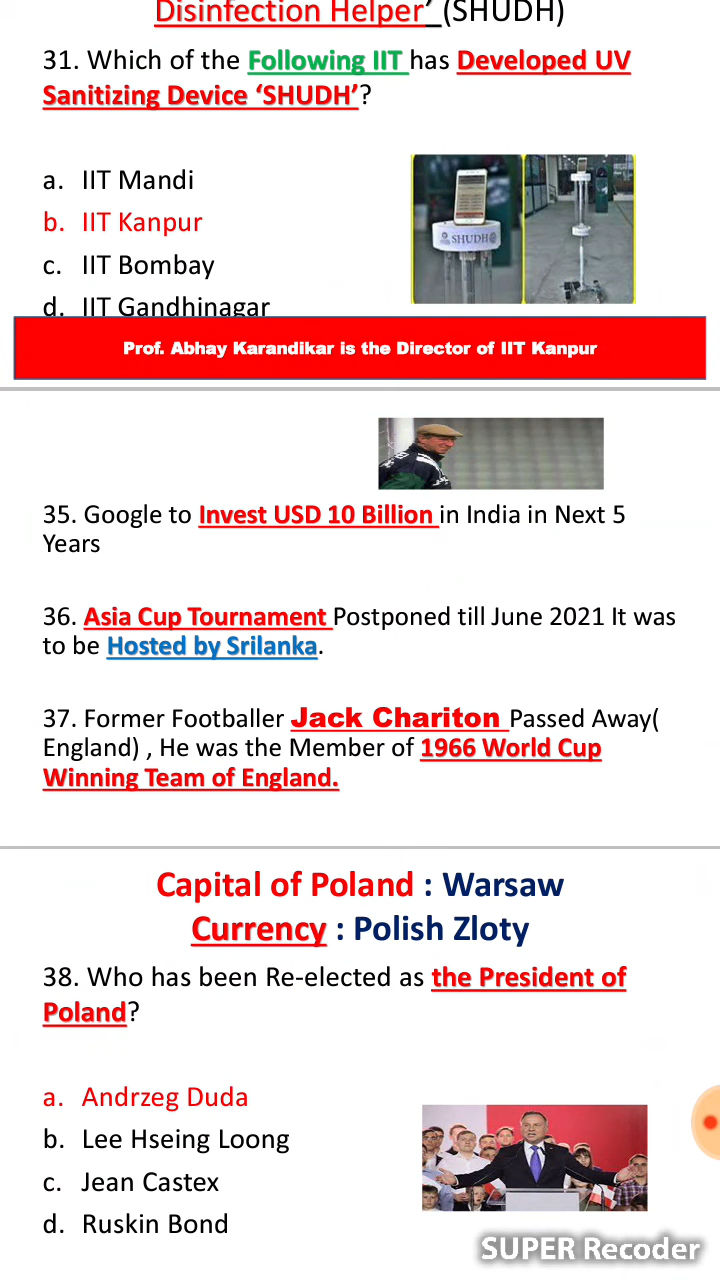 Disinfection Helper’ (SHUDH)
31. Which of the Following IIT has Developed UV
Sanitizing Device ‘SHUDH’?
a. IIT Mandi
b. IIT Kanpur
c. IIT Bombay
d. IIT Gandhinagar
SHUDH
Prof. Abhay Karandikar is the Director of IIT Kanpur
35. Google to Invest USD 10 Billion in India in Next 5
Years
36. Asia Cup Tournament Postponed till June 2021 It was
to be Hosted by Srilanka.
37. Former Footballer Jack Chariton Passed Away(
England) , He was the Member of 1966 World Cup
Winning Team of England.
Capital of Poland : Warsaw
Currency : Polish Zloty
38. Who has been Re-elected as the President of
Poland?
a. Andrzeg Duda
b. Lee Hseing Loong
c. Jean Castex
d. Ruskin Bond
SUPER Recoder